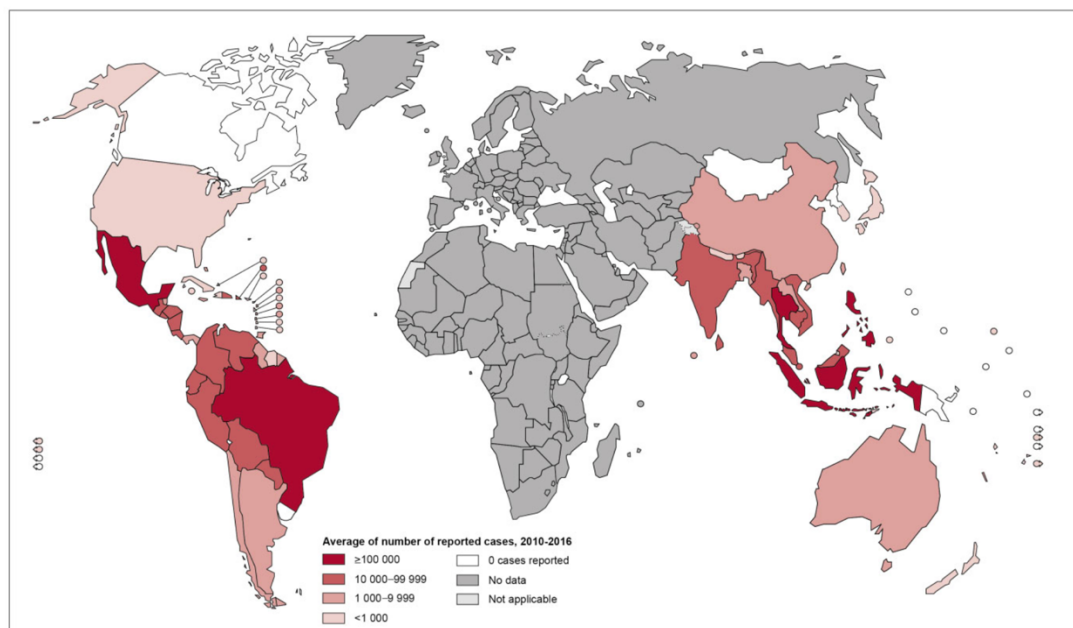 Average of number of reported cases, 2010-2016
≥100 000
10 000–99 999
1 000–9 999
<1 000
0 cases reported
No data
Not applicable